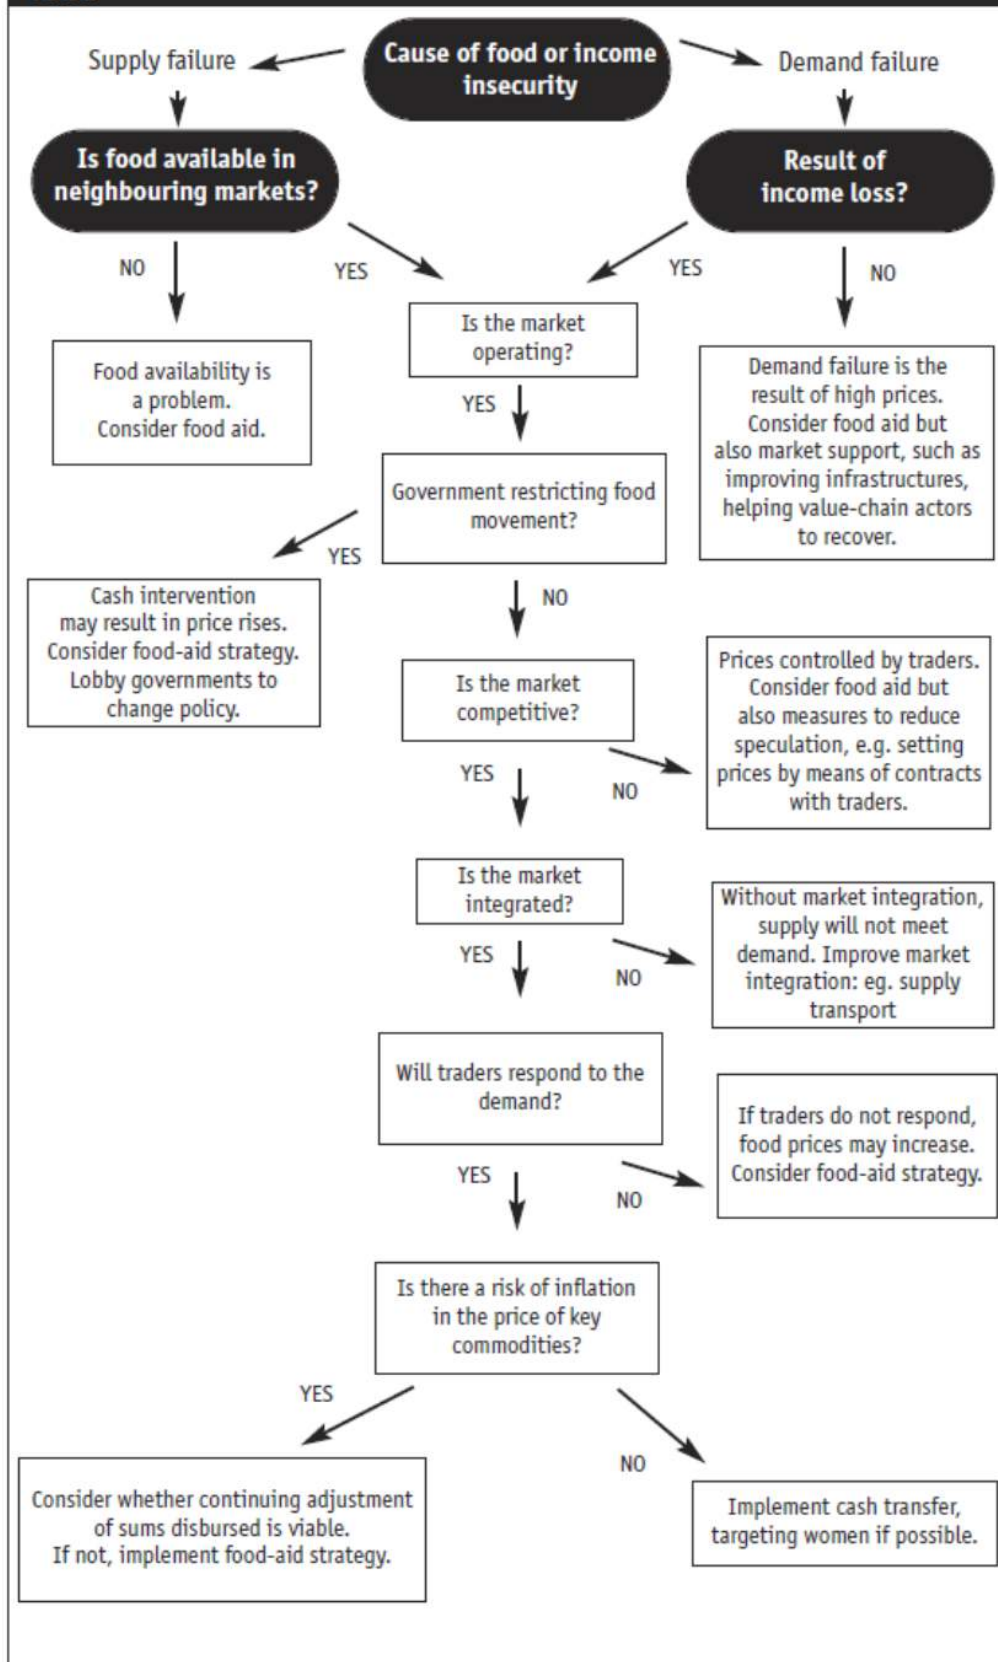 Cause of food or income
insecurity
Supply failure
Demand failure
Is food available in
neighbouring markets?
Result of
income loss?
NO
YES
YES
NO
Is the market
operating?
Food availability is
a problem.
Consider food aid.
Demand failure is the
result of high prices.
Consider food aid but
also market support, such as
improving infrastructures,
helping value-chain actors
to recover.
YES
Government restricting food
movement?
YES
Cash intervention
may result in price rises.
Consider food-aid strategy.
Lobby governments to
change policy.
NO
Is the market
competitive?
Prices controlled by traders.
Consider food aid but
also measures to reduce
speculation, e.g. setting
prices by means of contracts
with traders.
YES
NO
Is the market
integrated?
Without market integration,
supply will not meet
demand. Improve market
integration: eg. supply
transport
YES
NO
Will traders respond to the
demand?
If traders do not respond,
food prices may increase.
Consider food-aid strategy.
YES
NO
Is there a risk of inflation
in the price of key
commodities?
YES
NO
Consider whether continuing adjustment
of sums disbursed is viable.
If not, implement food-aid strategy.
Implement cash transfer,
targeting women if possible.